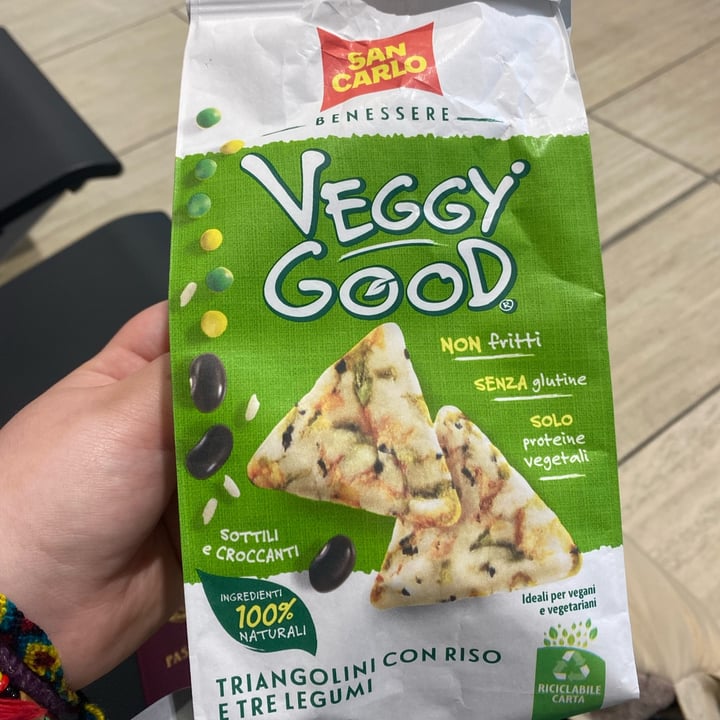 SAN
CARLO
BENESSERE
VEGGY
GOOD®
NON fritti
SENZA glutine
SOLO
proteine
vegetali
SOTTILI
e CROCCANTI
INGREDIENTI
100%
NATURALI
Ideali per vegani
e vegetariani
TRIANGOLINI CON RISO
E TRE LEGUMI
RICICLABILE
CARTA